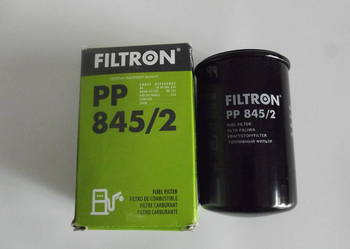 FILTRON
PP
845/2
FUEL FILTER
FILTRO DE COMBUSTIBLE
FILTRE CARBURANT
FILTRO CARBURANTE
FILTRON
PP 845/2
FUEL FILTER
FILTR PALIWA
KRAFTSTOFFFILTER
ТОПЛИВНЫЙ ФИЛЬТР